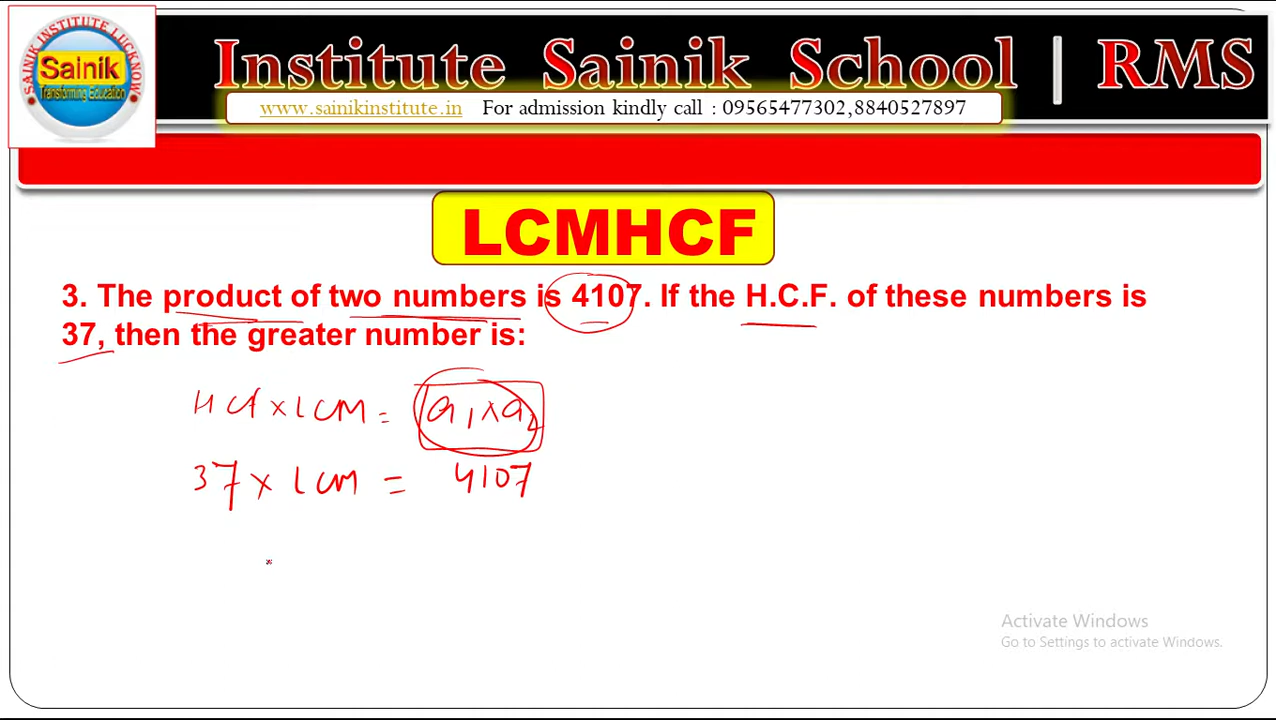 SAINIK INSTITUTE LUCKNOW
Sainik
Transforming Education
Institute Sainik School | RMS
www.sainikinstitute.in For admission kindly call : 09565477302,8840527897
LCMHCF
3. The product of two numbers is 4107. If the H.C.F. of these numbers is
37, then the greater number is:
HCf × LCM = a₁ × a₂
37 × LCM = 4107
Activate Windows
Go to Settings to activate Windows.